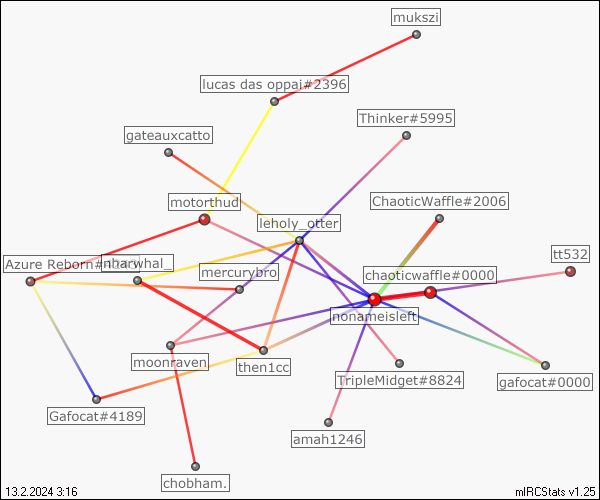 mukszi
lucas das oppai#2396
Thinker#5995
gateauxcatto
ChaoticWaffle#2006
motorthud
leholy_otter
tt532
Azure Reborn#
narwhal_
mercurybro
chaoticwaffle#0000
nonameisleft
moonraven
then1cc
TripleMidget#8824
gafocat#0000
Gafocat#4189
amah1246
chobham.
13.2.2024 3:16
mIRCStats v1.25